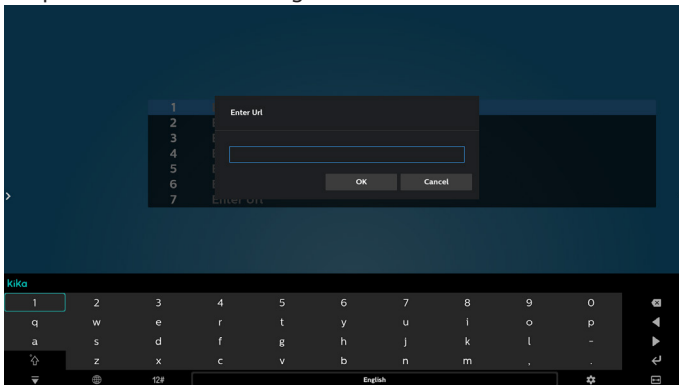 1
2
3
4
5
6
7 Enter Url
Enter Url
OK Cancel
kika
1 2 3 4 5 6 7 8 9 0
q w e r t y u i o p
a s d f g h j k l -
z x c v b n m , .
12# English